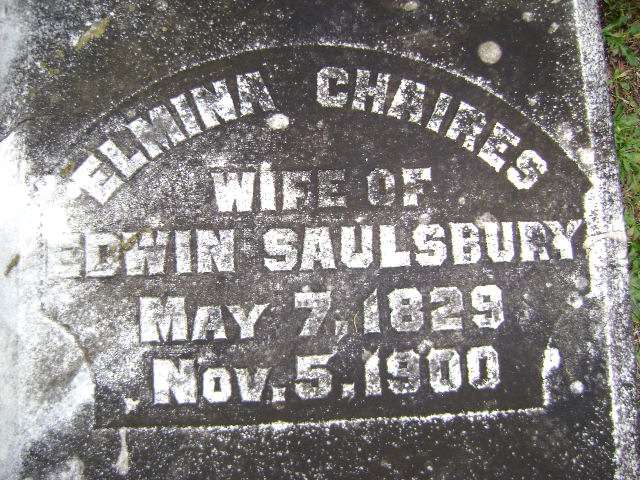 ELMINA CHAIRES
WIFE OF
EDWIN SAULSBURY
MAY 7, 1829
NOV. 5, 1900